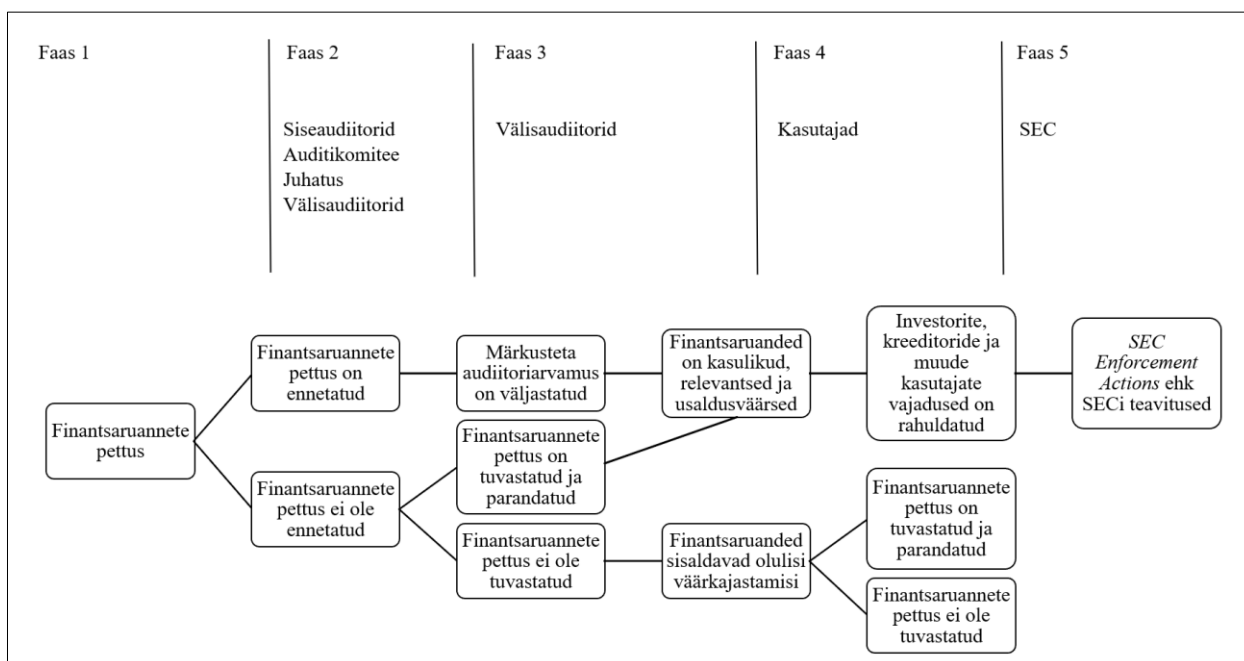 Faas 1
Faas 2
Faas 3
Faas 4
Faas 5
Siseaudiitorid
Auditikomitee
Juhatus
Välisaudiitorid
Välisaudiitorid
Kasutajad
SEC
Finantsaruannete
pettus
Finantsaruannete
pettus on
ennetatud
Finantsaruannete
pettus ei ole
ennetatud
Märkusteta
audiitoriarvamus
on väljastatud
Finantsaruannete
pettus on
tuvastatud ja
parandatud
Finantsaruannete
pettus ei ole
tuvastatud
Finantsaruanded
on kasulikud,
relevantsed ja
usaldusväärsed
Finantsaruanded
sisaldavad olulisi
väärkajastamisi
Investorite,
kreeditoride ja
muude
kasutajate
vajadused on
rahuldatud
Finantsaruannete
pettus on
tuvastatud ja
parandatud
Finantsaruannete
pettus ei ole
tuvastatud
SEC
Enforcement
Actions ehk
SECi teavitused